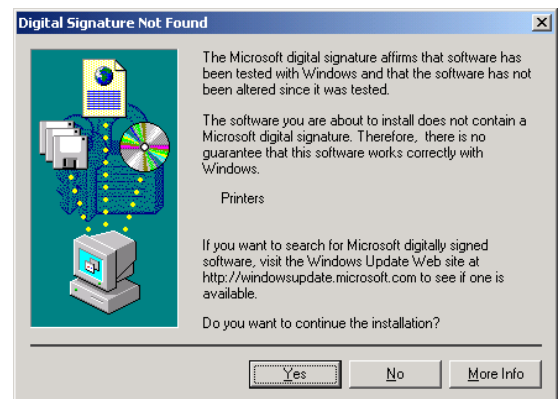 Digital Signature Not Found
The Microsoft digital signature affirms that software has
been tested with Windows and that the software has not
been altered since it was tested.
The software you are about to install does not contain a
Microsoft digital signature. Therefore, there is no
guarantee that this software works correctly with
Windows.
Printers
If you want to search for Microsoft digitally signed
software, visit the Windows Update Web site at
http://windowsupdate.microsoft.com to see if one is
available.
Do you want to continue the installation?
Yes
No
More Info